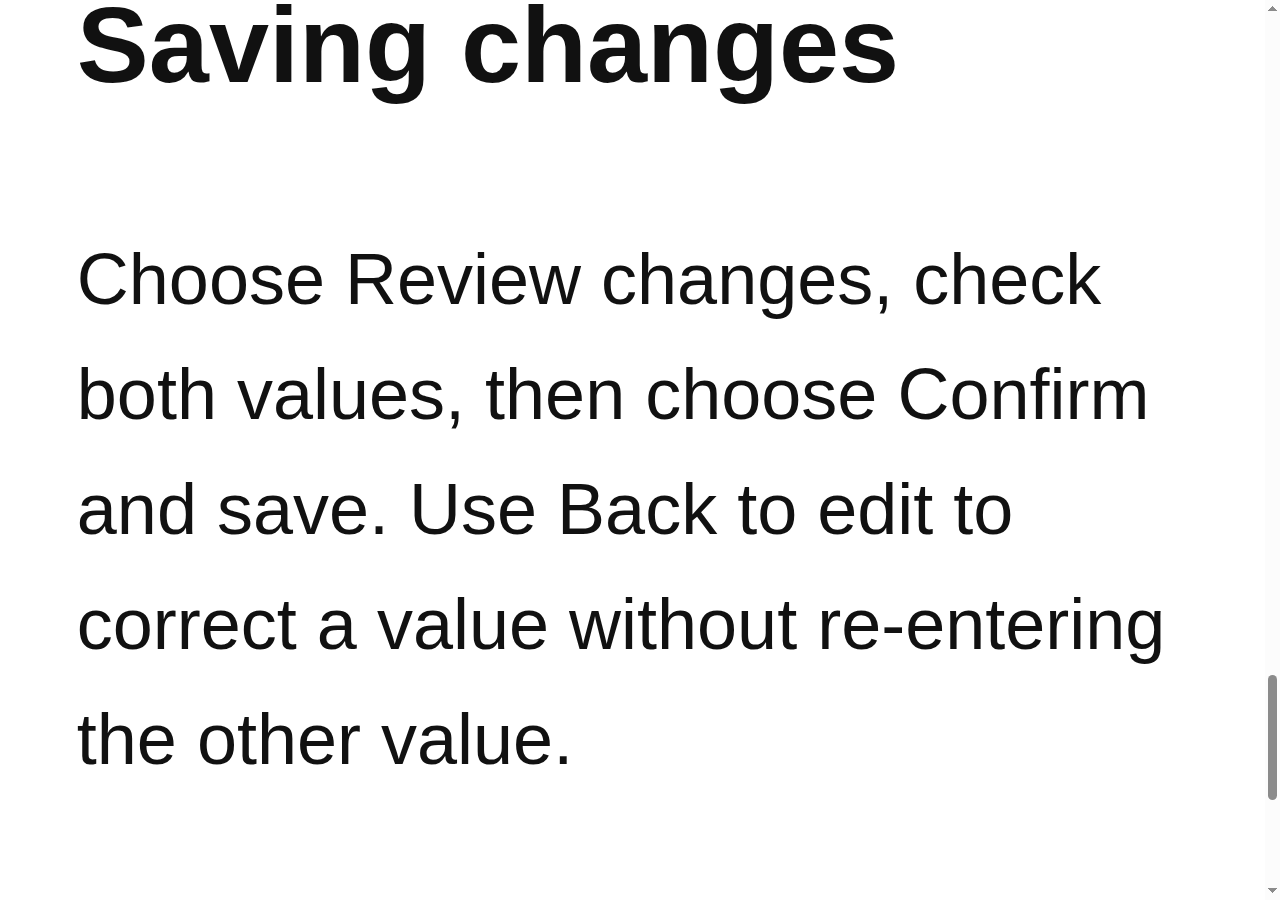 Saving changes
Choose Review changes, check
both values, then choose Confirm
and save. Use Back to edit to
correct a value without re-entering
the other value.